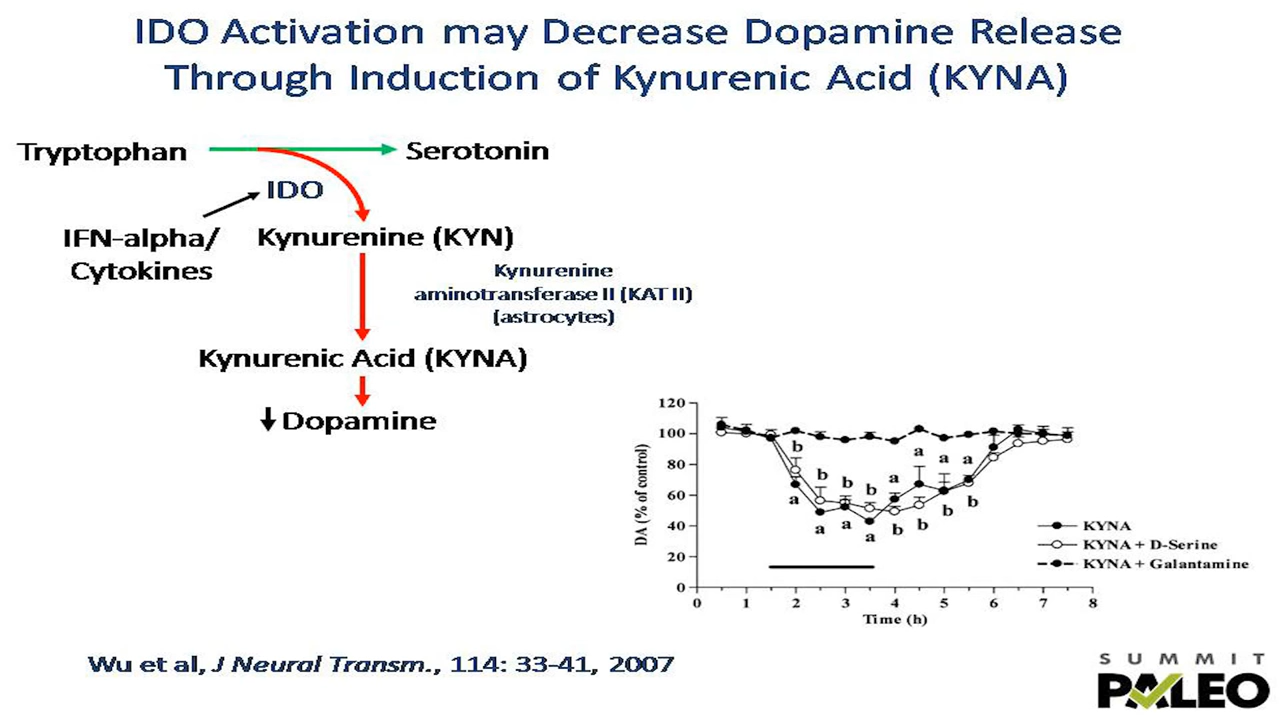 IDO Activation may Decrease Dopamine Release
Through Induction of Kynurenic Acid (KYNA)
Tryptophan
Serotonin
IDO
IFN-alpha/
Cytokines
Kynurenine (KYN)
Kynurenine
aminotransferase II (KAT II)
(astrocytes)
Kynurenic Acid (KYNA)
Dopamine
DA (% of control)
120
100
80
60
40
20
0
b
b
b
b
a
a
a
a
a
a
a
a
b
b
b
b
0 1 2 3 4 5 6 7 8
Time (h)
KYNA
KYNA + D-Serine
KYNA + Galantamine
Wu et al, J Neural Transm., 114: 33-41, 2007
SUMMIT
PALEO